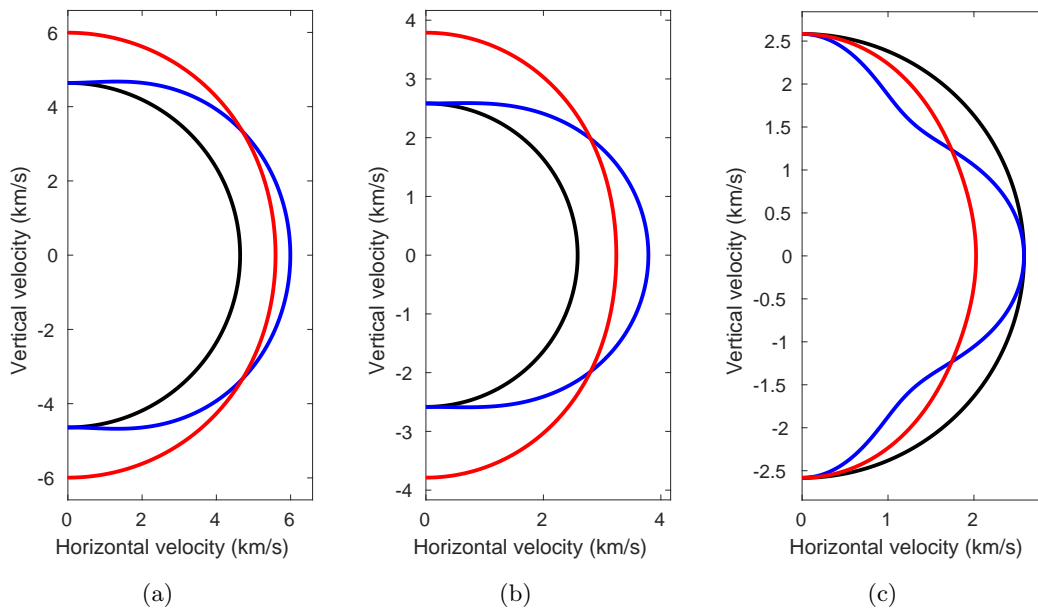 6
4
2
0
-2
-4
-6
Vertical velocity (km/s)
0 2 4 6
Horizontal velocity (km/s)
(a)
4
3
2
1
0
-1
-2
-3
-4
Vertical velocity (km/s)
0 2 4
Horizontal velocity (km/s)
(b)
2.5
2
1.5
1
0.5
0
-0.5
-1
-1.5
-2
-2.5
Vertical velocity (km/s)
0 1 2
Horizontal velocity (km/s)
(c)